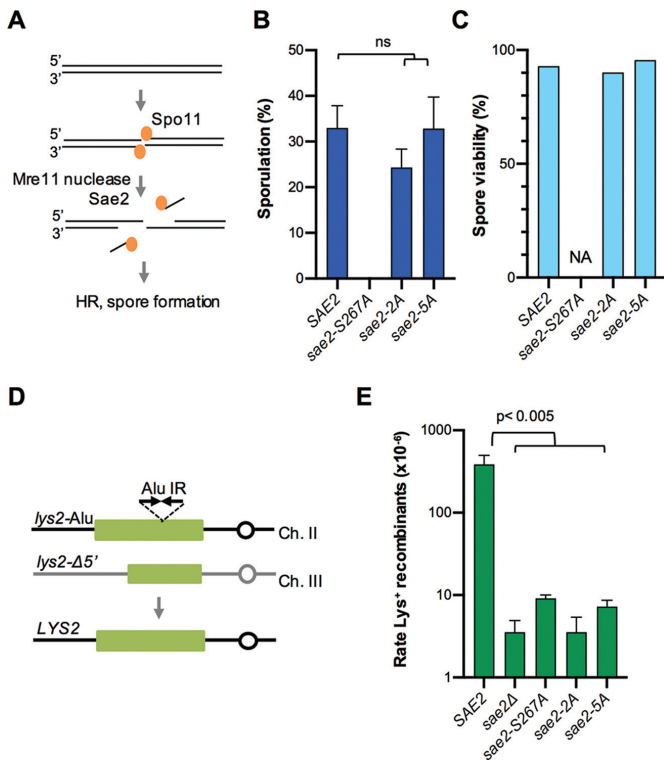 A
5'
3'
Spo11
Mre11 nuclease
Sae2
5'
3'
HR, spore formation
B
ns
Sporulation (%)
50
40
30
20
10
0
SAE2
sae2-S267A
sae2-2A
sae2-5A
C
Spore viability (%)
100
50
0
NA
SAE2
sae2-S267A
sae2-2A
sae2-5A
D
Alu IR
lys2-Alu
Ch. II
lys2-Δ5'
Ch. III
LYS2
E
p< 0.005
Rate Lys⁺ recombinants (x10⁻⁶)
1000
100
10
1
SAE2
sae2Δ
sae2-S267A
sae2-2A
sae2-5A